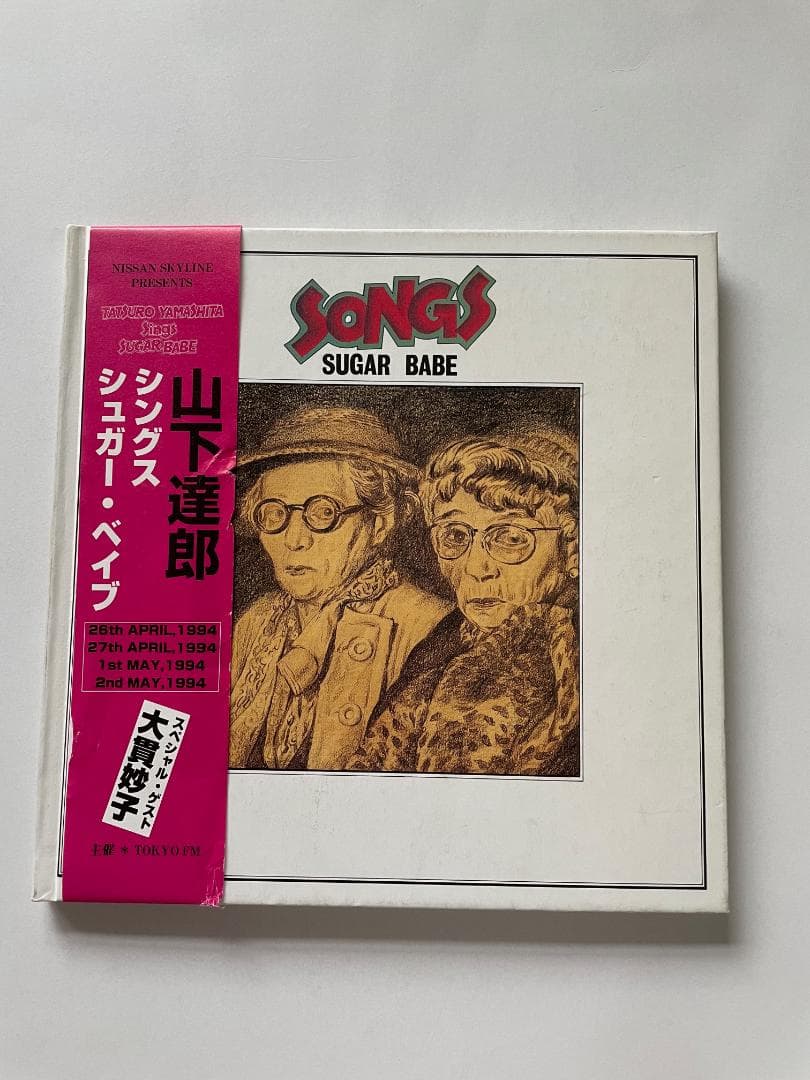 NISSAN SKYLINE
PRESENTS
TATSURO YAMASHITA
Sings
SUGAR BABE
山下達郎
シングス
シュガー・ベイブ
26th APRIL,1994
27th APRIL,1994
1st MAY,1994
2nd MAY,1994
スペシャル・ゲスト
大貫妙子
主催 * TOKYO FM
SONGS
SUGAR BABE